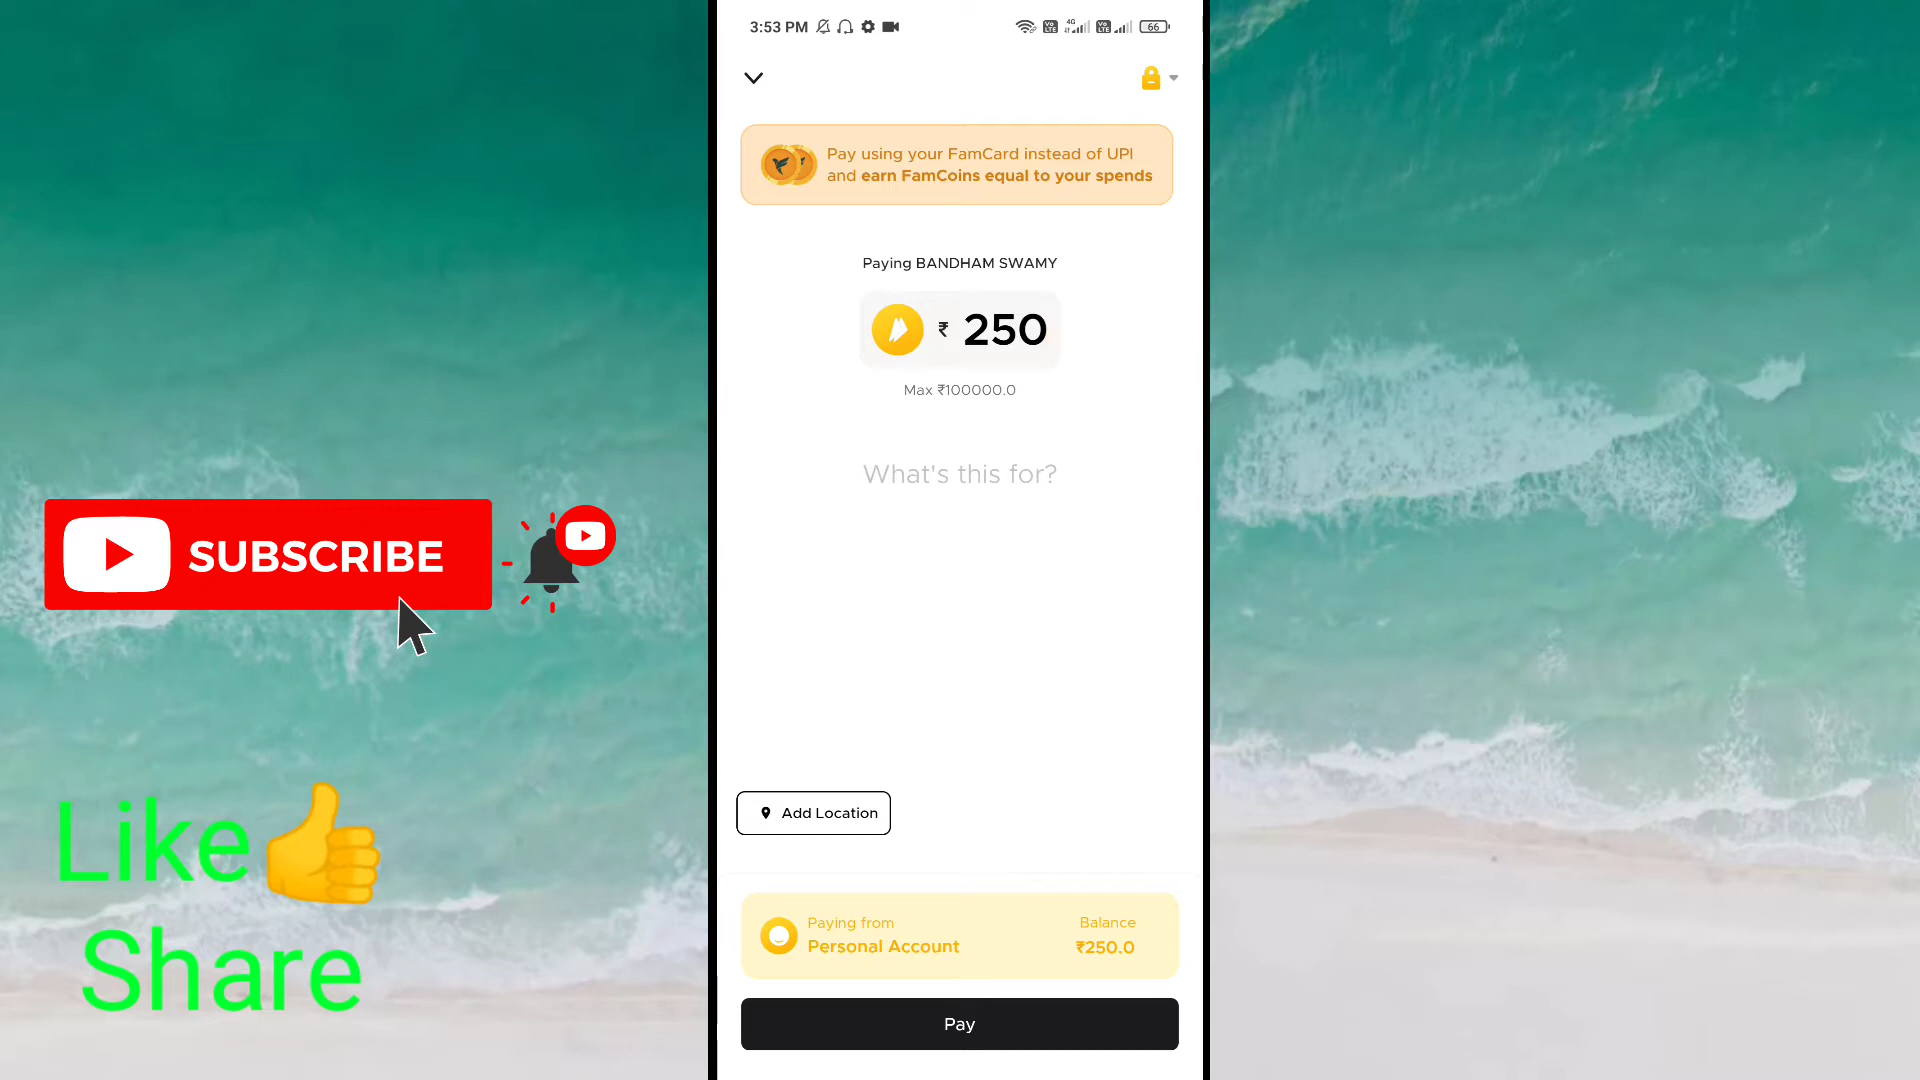 3:53 PM
4G
66
Pay using your FamCard instead of UPI
and earn FamCoins equal to your spends
Paying BANDHAM SWAMY
₹ 250
Max ₹100000.0
What's this for?
SUBSCRIBE
Add Location
Like
Share
Paying from
Personal Account
Balance
₹250.0
Pay